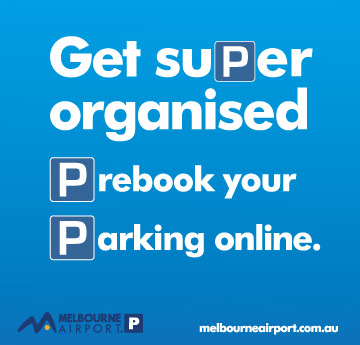 Get suPer
organised
Prebook your
Parking online.
MELBOURNE
AIRPORT P
melbourneairport.com.au